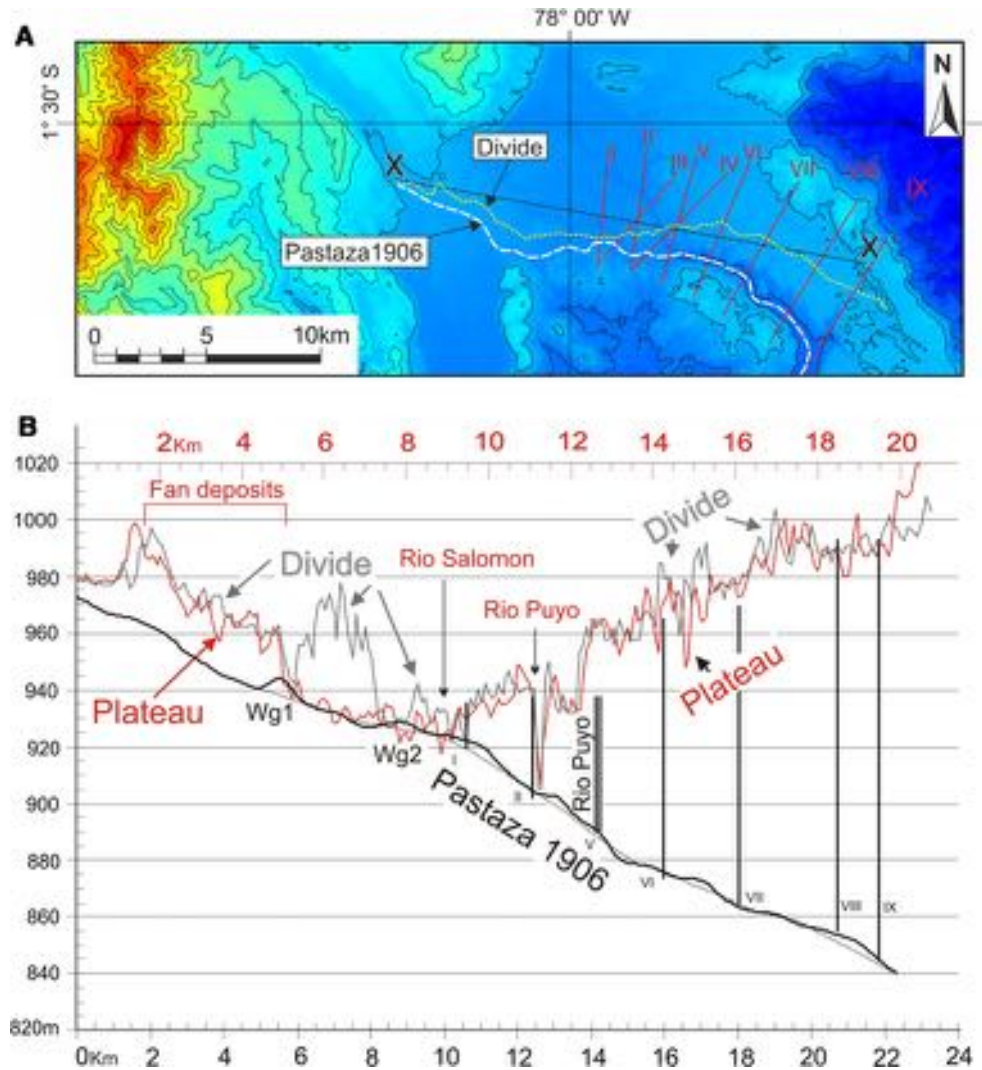 78° 00' W
A
1° 30' S
N
X
Divide
Pastaza1906
II
III
V
IV
VI
VII
VIII
IX
X
0 5 10km
B
2Km 4 6 8 10 12 14 16 18 20
1020
Fan deposits
1000
Divide
Divide
Rio Salomon
980
Rio Puyo
960
Plateau
Plateau
940
Wg1
Wg2
920
I
II
Rio Puyo
Pastaza 1906
900
V
880
VI
VII
860
VIII
IX
840
820m
0Km 2 4 6 8 10 12 14 16 18 20 22 24